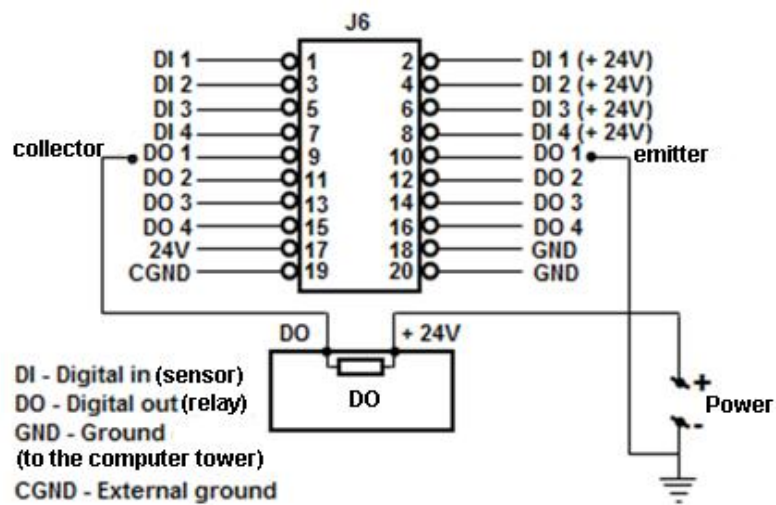 J6
DI 1 1 2 DI 1 (+ 24V)
DI 2 3 4 DI 2 (+ 24V)
DI 3 5 6 DI 3 (+ 24V)
DI 4 7 8 DI 4 (+ 24V)
collector DO 1 9 10 DO 1 emitter
DO 2 11 12 DO 2
DO 3 13 14 DO 3
DO 4 15 16 DO 4
24V 17 18 GND
CGND 19 20 GND
DO + 24V
DI - Digital in (sensor)
DO - Digital out (relay)
DO
+ Power
-
GND - Ground
(to the computer tower)
CGND - External ground